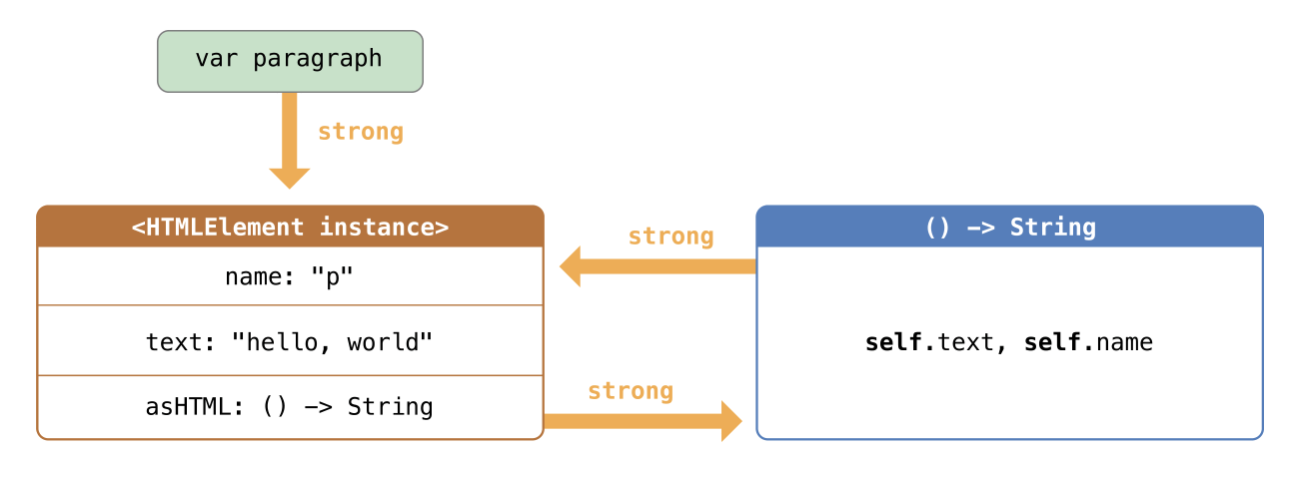 var paragraph
strong
<HTMLElement instance>
() -> String
strong
name: "p"
text: "hello, world"
self.text, self.name
strong
asHTML: () -> String